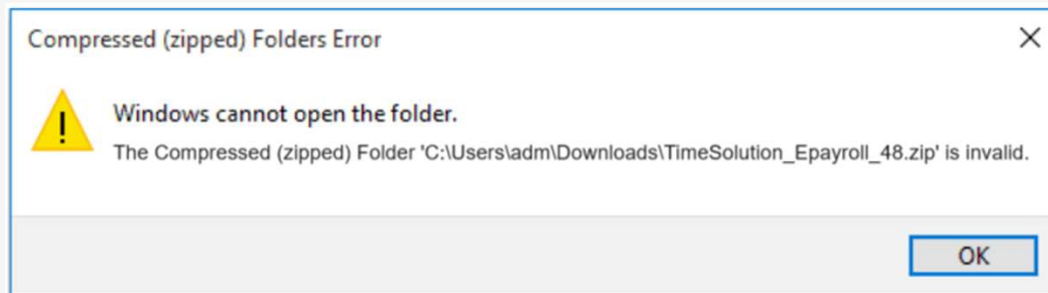 Compressed (zipped) Folders Error
Windows cannot open the folder.
The Compressed (zipped) Folder 'C:\Users\adm\Downloads\TimeSolution_Epayroll_48.zip' is invalid.
OK